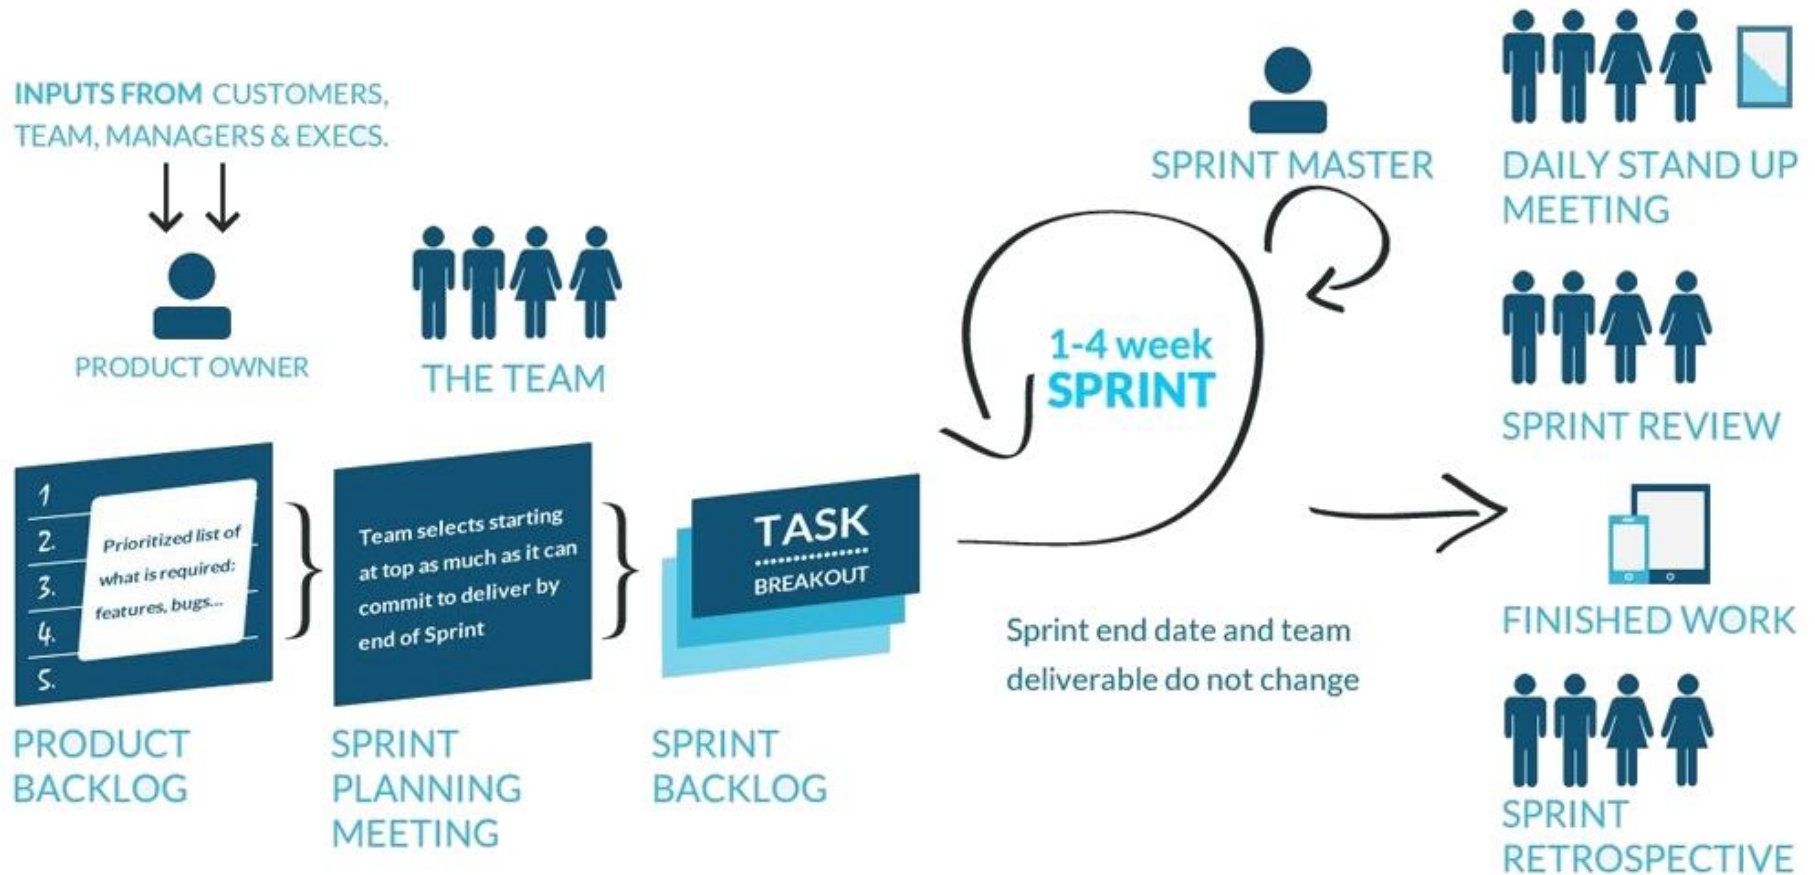 INPUTS FROM CUSTOMERS,
TEAM, MANAGERS & EXECS.
PRODUCT OWNER
THE TEAM
1
2.
3.
4.
5.
Prioritized list of
what is required:
features, bugs...
PRODUCT
BACKLOG
Team selects starting
at top as much as it can
commit to deliver by
end of Sprint
SPRINT
PLANNING
MEETING
TASK
BREAKOUT
SPRINT
BACKLOG
1-4 week
SPRINT
SPRINT MASTER
Sprint end date and team
deliverable do not change
DAILY STAND UP
MEETING
SPRINT REVIEW
FINISHED WORK
SPRINT
RETROSPECTIVE